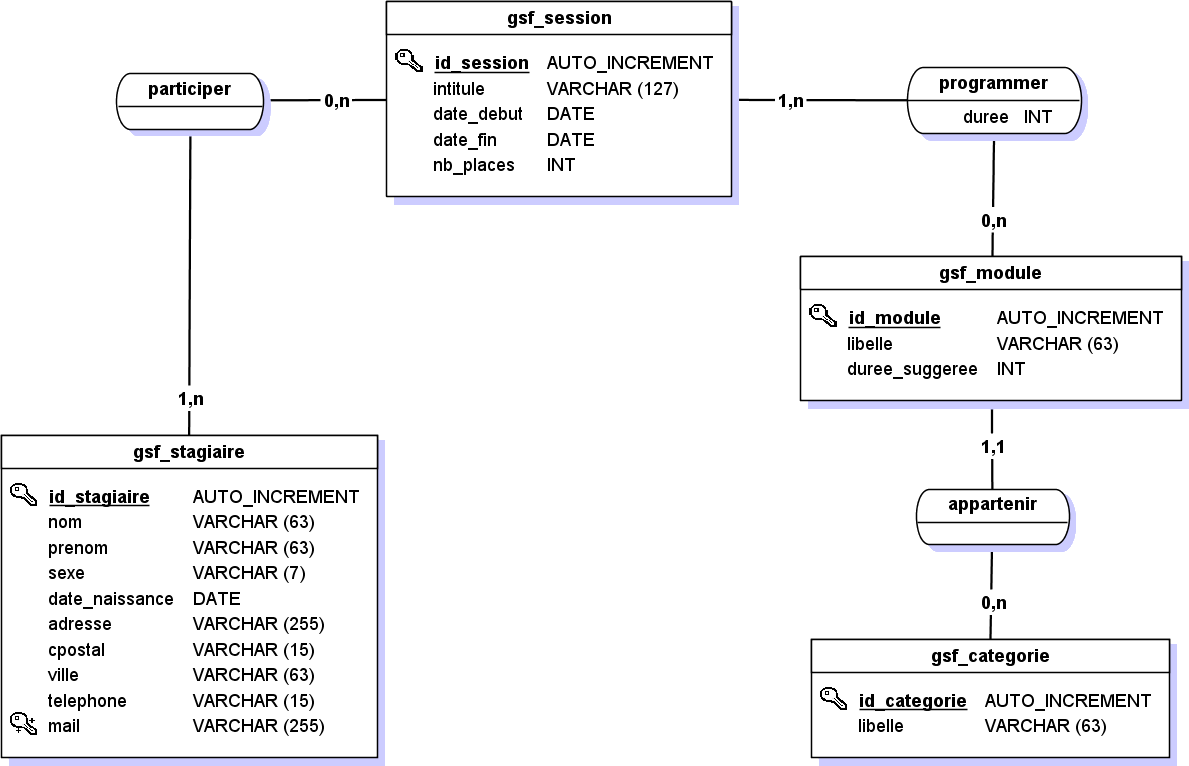 gsf_session
id_session AUTO_INCREMENT
intitule VARCHAR (127)
date_debut DATE
date_fin DATE
nb_places INT
participer
0,n
1,n
programmer
duree INT
0,n
gsf_module
id_module AUTO_INCREMENT
libelle VARCHAR (63)
duree_suggeree INT
1,n
gsf_stagiaire
id_stagiaire AUTO_INCREMENT
nom VARCHAR (63)
prenom VARCHAR (63)
sexe VARCHAR (7)
date_naissance DATE
adresse VARCHAR (255)
cpostal VARCHAR (15)
ville VARCHAR (63)
telephone VARCHAR (15)
mail VARCHAR (255)
1,1
appartenir
0,n
gsf_categorie
id_categorie AUTO_INCREMENT
libelle VARCHAR (63)